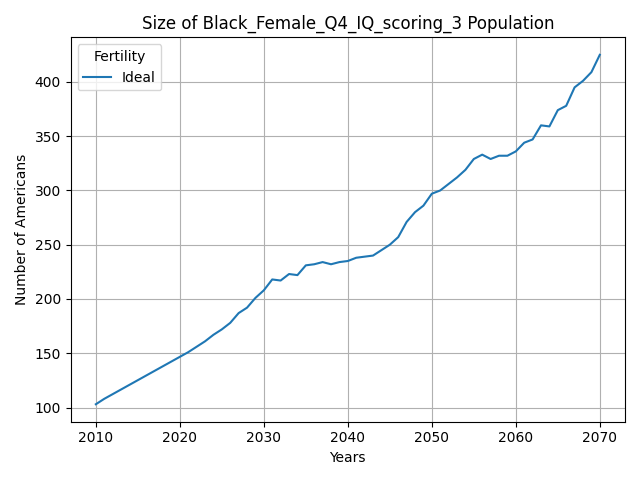 Size of Black_Female_Q4_IQ_scoring_3 Population
Fertility
Ideal
Number of Americans
400
350
300
250
200
150
100
2010 2020 2030 2040 2050 2060 2070
Years